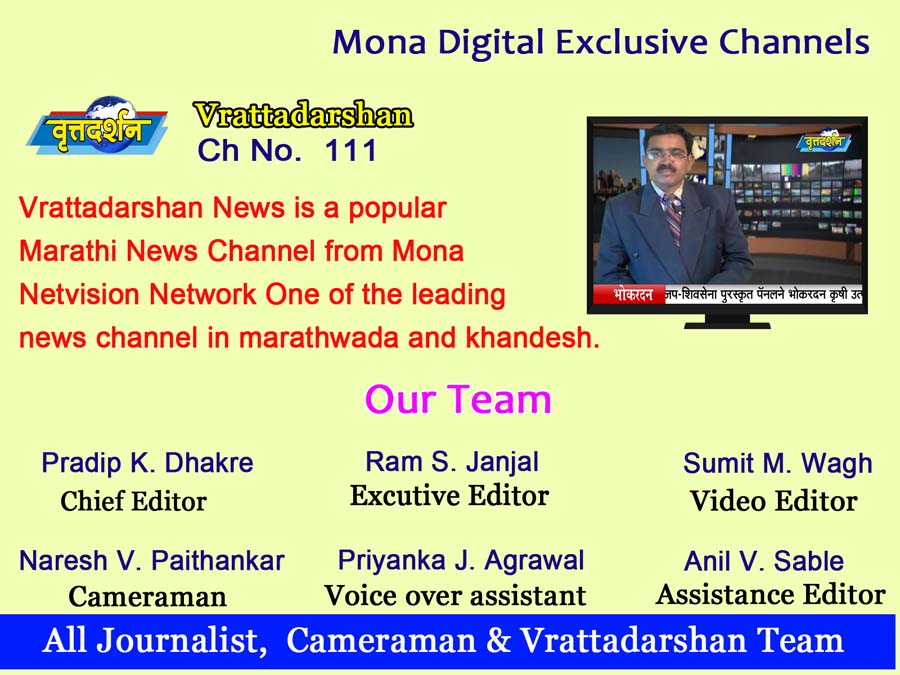 Mona Digital Exclusive Channels
वृत्तदर्शन
Vrattadarshan
Ch No. 111
वृत्तदर्शन
Vrattadarshan News is a popular
Marathi News Channel from Mona
Netvision Network One of the leading
news channel in marathwada and khandesh.
भोकरदन जप-शिवसेना पुरस्कृत पॅनलने भोकरदन कृषी उत्प
Our Team
Pradip K. Dhakre
Chief Editor
Ram S. Janjal
Excutive Editor
Sumit M. Wagh
Video Editor
Naresh V. Paithankar
Cameraman
Priyanka J. Agrawal
Voice over assistant
Anil V. Sable
Assistance Editor
All Journalist, Cameraman & Vrattadarshan Team